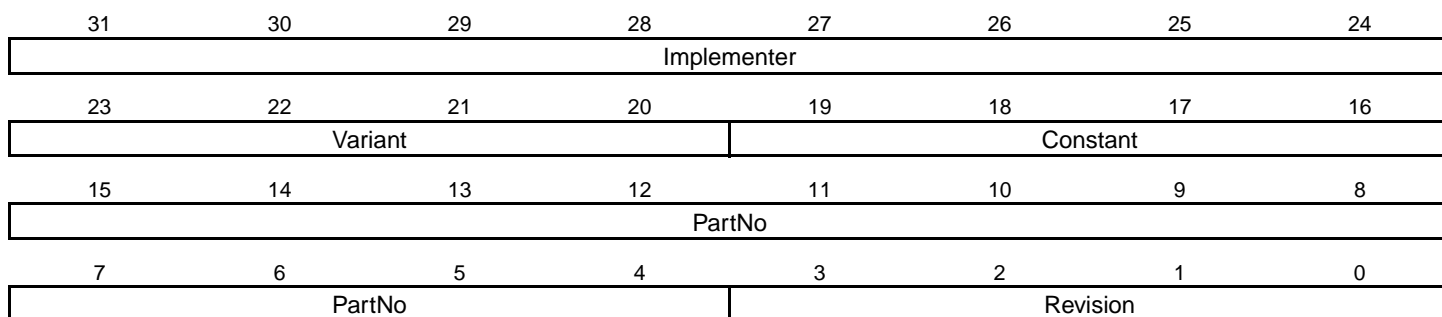 31 30 29 28 27 26 25 24
Implementer
23 22 21 20 19 18 17 16
Variant Constant
15 14 13 12 11 10 9 8
PartNo
7 6 5 4 3 2 1 0
PartNo Revision